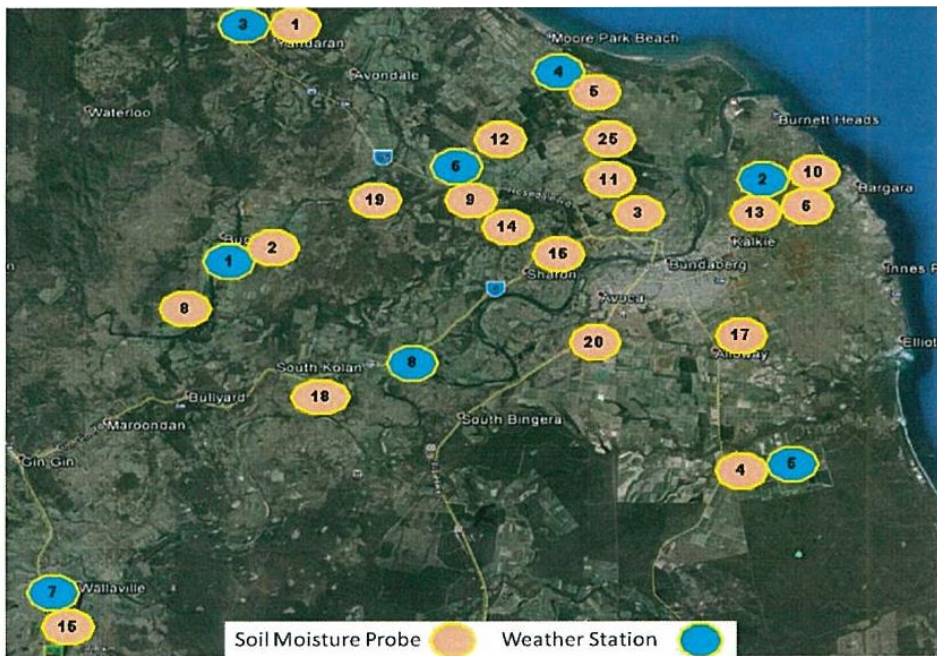 3 1
Yandaran
Moore Park Beach
4
5
Avondale
Waterloo
Burnett Heads
12 25
6
11
2 10
Bargara
19 9
3
13 6
14
Kalkie
2
1
15
Sharon
Bundaberg
Innes
8
Avoca
20
17
Alloway
Elliot
8
South Kolan
18
Bullyard
Maroondan
South Bingera
Gin Gin
4 5
7
Wallaville
15
Soil Moisture Probe Weather Station